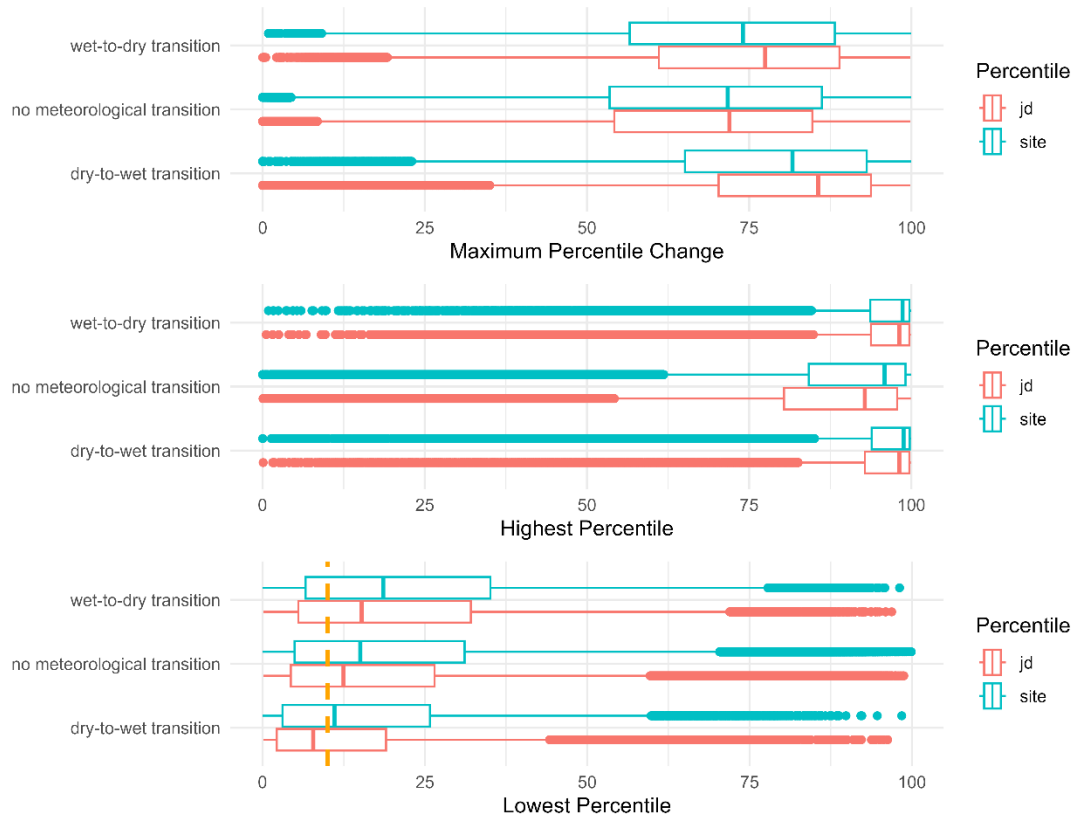 wet-to-dry transition
no meteorological transition
dry-to-wet transition
0 25 50 75 100
Maximum Percentile Change
Percentile
jd
site
wet-to-dry transition
no meteorological transition
dry-to-wet transition
0 25 50 75 100
Highest Percentile
Percentile
jd
site
wet-to-dry transition
no meteorological transition
dry-to-wet transition
0 25 50 75 100
Lowest Percentile
Percentile
jd
site